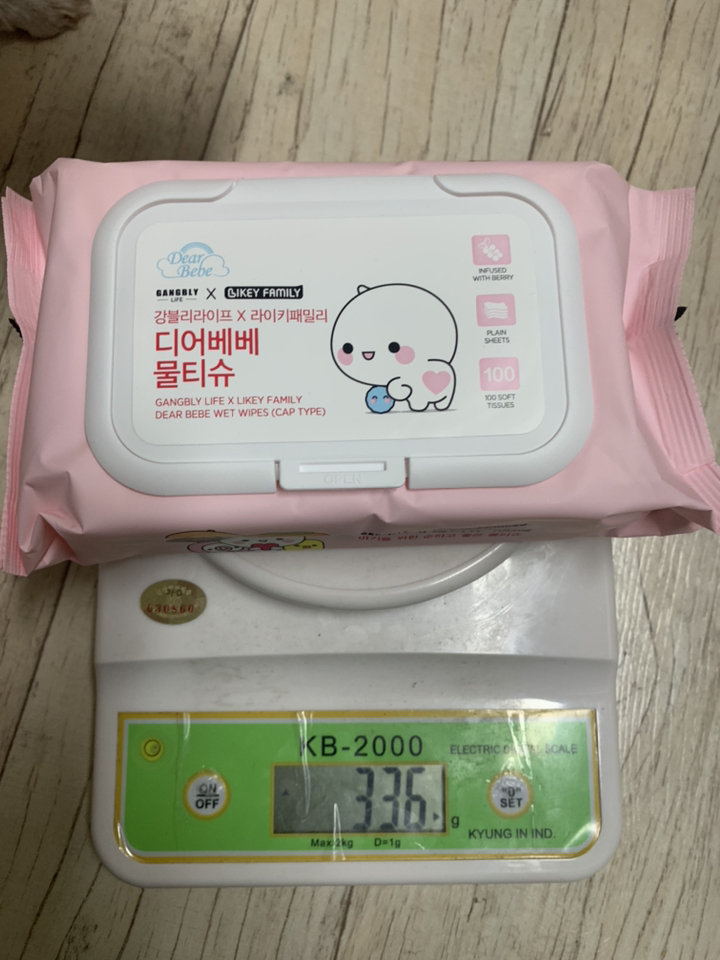 Dear
Bebe
GANGBLY
LIFE
X
LIKEY FAMILY
강블리라이프 X 라이키패밀리
디어베베
물티슈
GANGBLY LIFE X LIKEY FAMILY
DEAR BEBE WET WIPES (CAP TYPE)
INFUSED
WITH BERRY
PLAIN
SHEETS
100
100 SOFT
TISSUES
OPEN
KB-2000
ELECTRIC DIGITAL SCALE
ON
OFF
336
g
"0"
SET
Max=2kg D=1g
KYUNG IN IND.